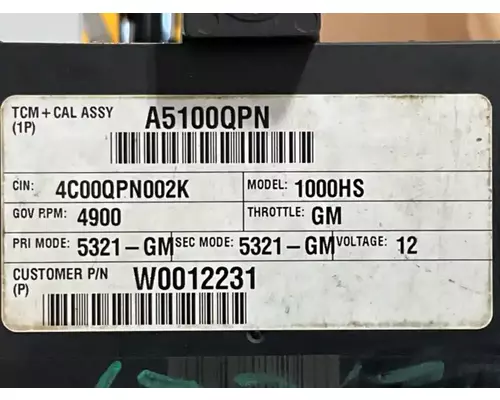 TCM + CAL ASSY A5100QPN
(1P)
CIN: 4C00QPN002K MODEL: 1000HS
GOV R.P.M: 4900 THROTTLE: GM
PRI MODE: 5321-GM SEC MODE: 5321-GM VOLTAGE: 12
CUSTOMER P/N W0012231
(P)